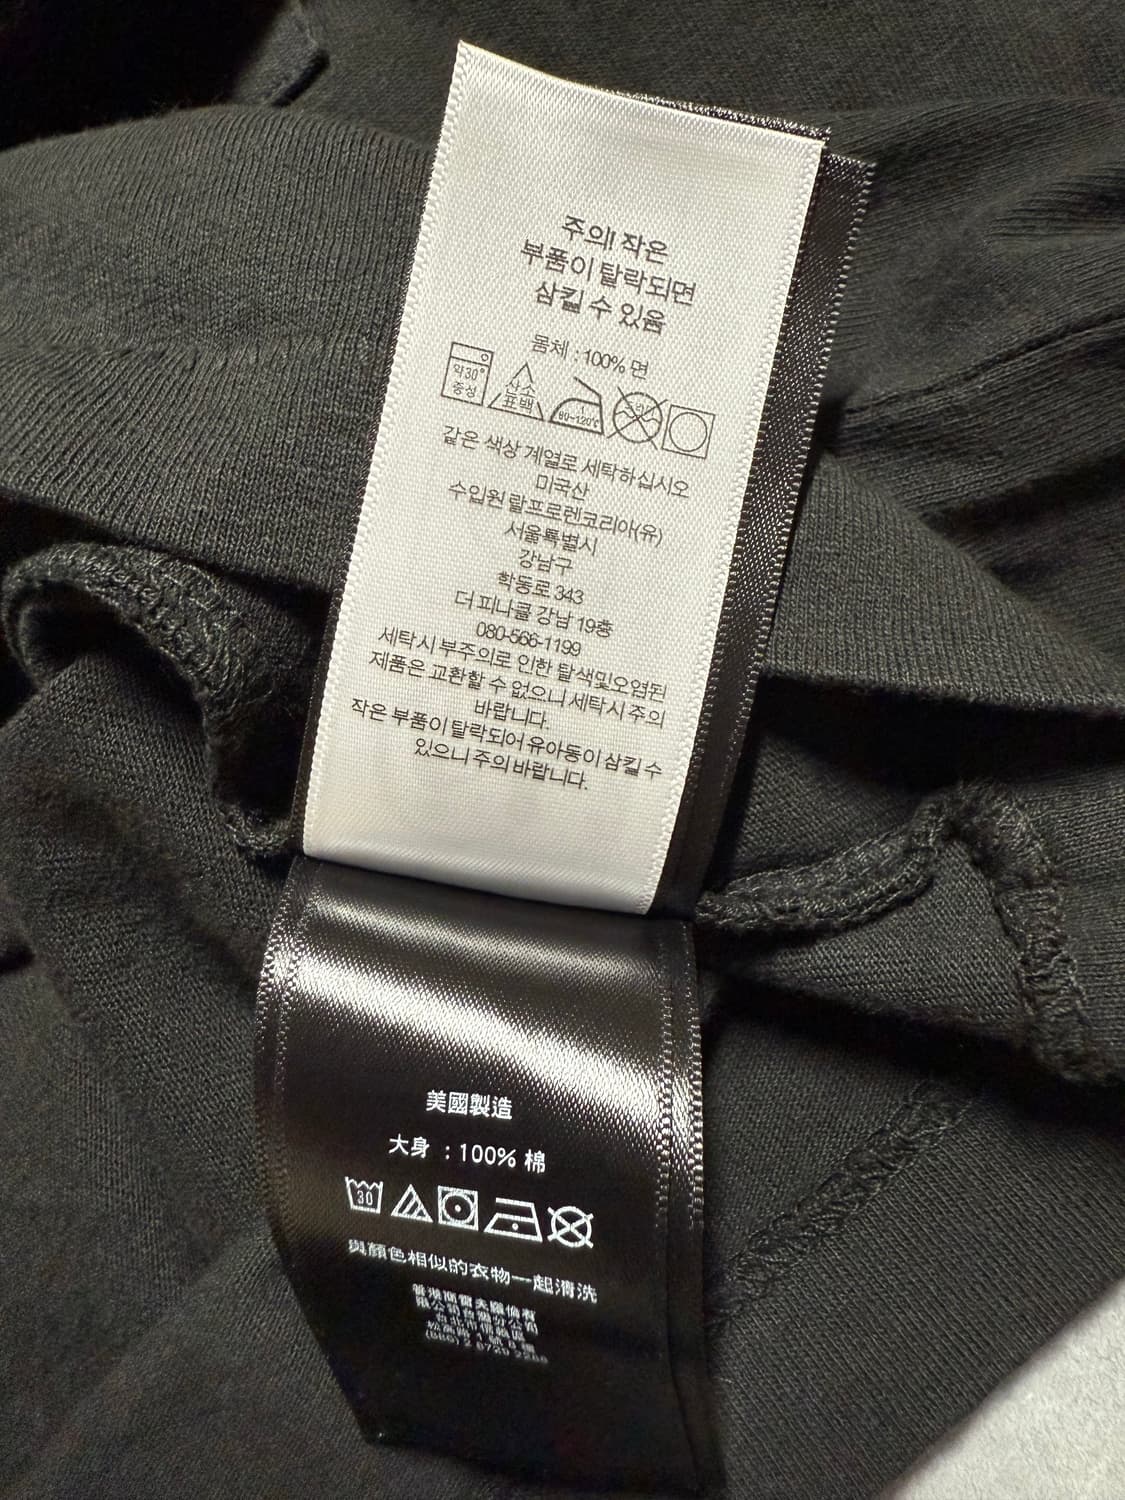 주의! 작은
부품이 탈락되면
삼킬 수 있음
몸체 : 100% 면
약30°
중성
산소
표백
80~120℃
같은 색상 계열로 세탁하십시오
미국산
수입원 랄프로렌코리아(유)
서울특별시
강남구
학동로 343
더 피나클 강남 19층
080-566-1199
세탁시 부주의로 인한 탈색및오염된
제품은 교환할 수 없으니 세탁시 주의
바랍니다.
작은 부품이 탈락되어 유아동이 삼킬 수
있으니 주의 바랍니다.
美國製造
大身 : 100% 棉
30
與顏色相似的衣物一起清洗